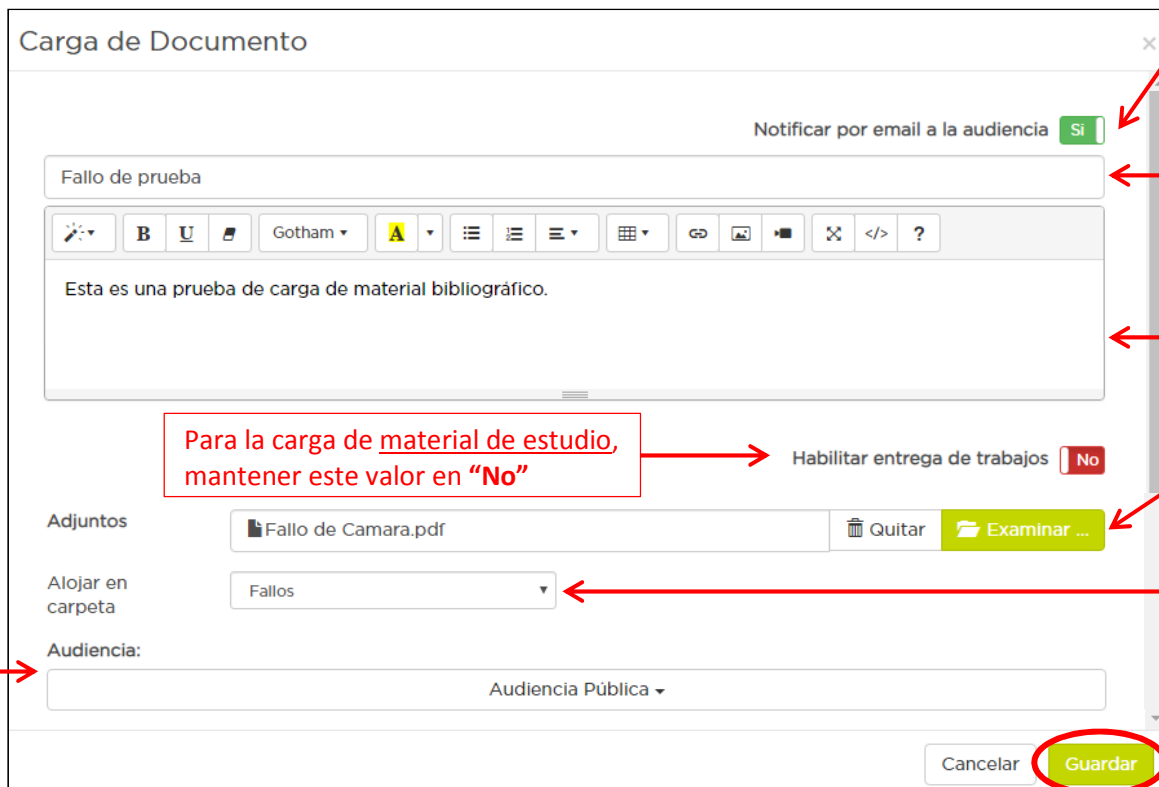 Carga de Documento ×
Notificar por email a la audiencia Si
Fallo de prueba
B U Gotham A </> ?
Esta es una prueba de carga de material bibliográfico.
Para la carga de material de estudio,
mantener este valor en “No”
Habilitar entrega de trabajos No
Adjuntos Fallo de Camara.pdf Quitar Examinar ...
Alojar en
carpeta
Fallos
Audiencia:
Audiencia Pública
Cancelar Guardar